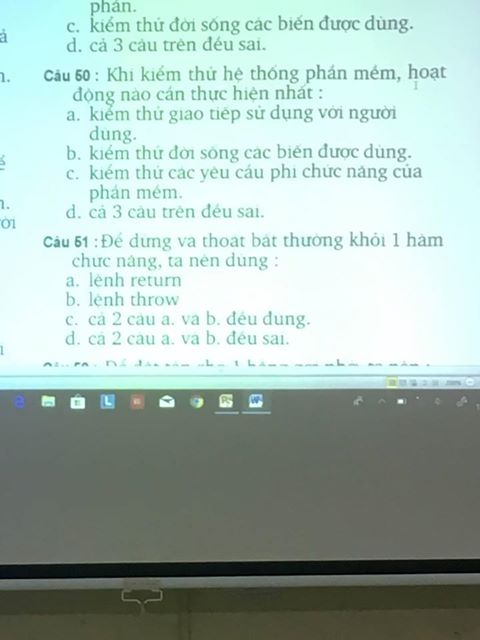 phần.
c. kiểm thử đời sống các biến được dùng.
d. cả 3 câu trên đều sai.
Câu 50 : Khi kiểm thử hệ thống phần mềm, hoạt
động nào cần thực hiện nhất :
a. kiểm thử giao tiếp sử dụng với người
dùng.
b. kiểm thử đời sống các biến được dùng.
c. kiểm thử các yêu cầu phi chức năng của
phần mềm.
d. cả 3 câu trên đều sai.
Câu 51 : Để dừng và thoát bất thường khỏi 1 hàm
chức năng, ta nên dùng :
a. lệnh return
b. lệnh throw
c. cả 2 câu a. và b. đều đúng.
d. cả 2 câu a. và b. đều sai.